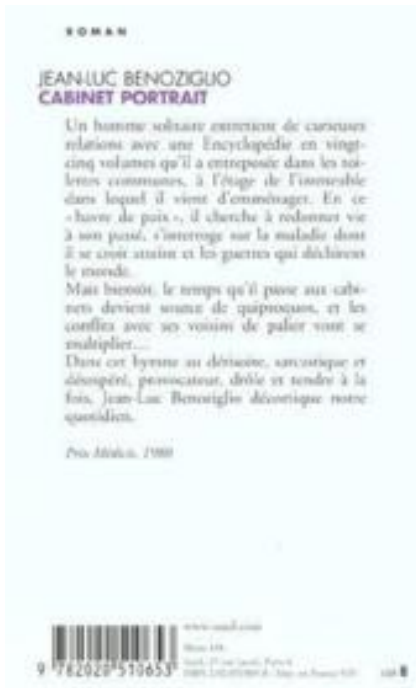 ROMAN
JEAN-LUC BENOZIGLIO
CABINET PORTRAIT
Un homme solitaire entretient de curieuses
relations avec une Encyclopédie en vingt-
cinq volumes qu'il a entreposée dans les toi-
lettes communes, à l'étage de l'immeuble
dans lequel il vient d'emménager. En ce
« havre de paix », il cherche à redonner vie
à son passé, s'interroge sur la maladie dont
il se croit atteint et les guerres qui déchirent
le monde.
Mais bientôt, le temps qu'il passe aux cabi-
nets devient source de quiproquos, et les
conflits avec ses voisins de palier vont se
multiplier...
Dans cet hymne au dérisoire, sarcastique et
désespéré, provocateur, drôle et tendre à la
fois, Jean-Luc Benoziglio décortique notre
quotidien.
Prix Médicis, 1980
www.seuil.com
9 782020 510653